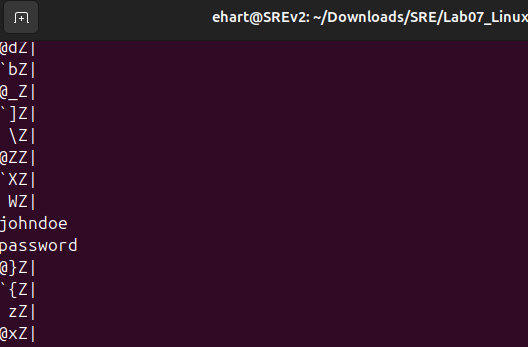 ehart@SREv2: ~/Downloads/SRE/Lab07_Linux
@dZ|
`bZ|
@_Z|
`]Z|
\Z|
@ZZ|
`XZ|
WZ|
johndoe
password
@}Z|
`{Z|
zZ|
@xZ|